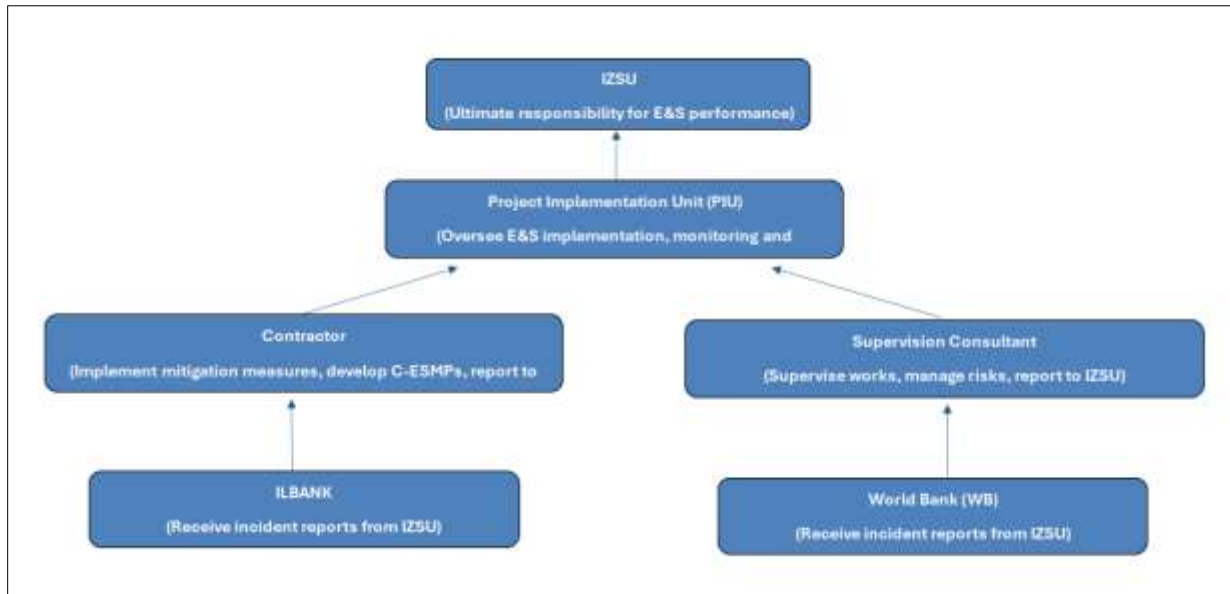 IZSU
(Ultimate responsibility for E&S performance)
Project Implementation Unit (PIU)
(Oversee E&S implementation, monitoring and
Contractor
(Implement mitigation measures, develop C-ESMPs, report to
Supervision Consultant
(Supervise works, manage risks, report to IZSU)
ILBANK
(Receive incident reports from IZSU)
World Bank (WB)
(Receive incident reports from IZSU)